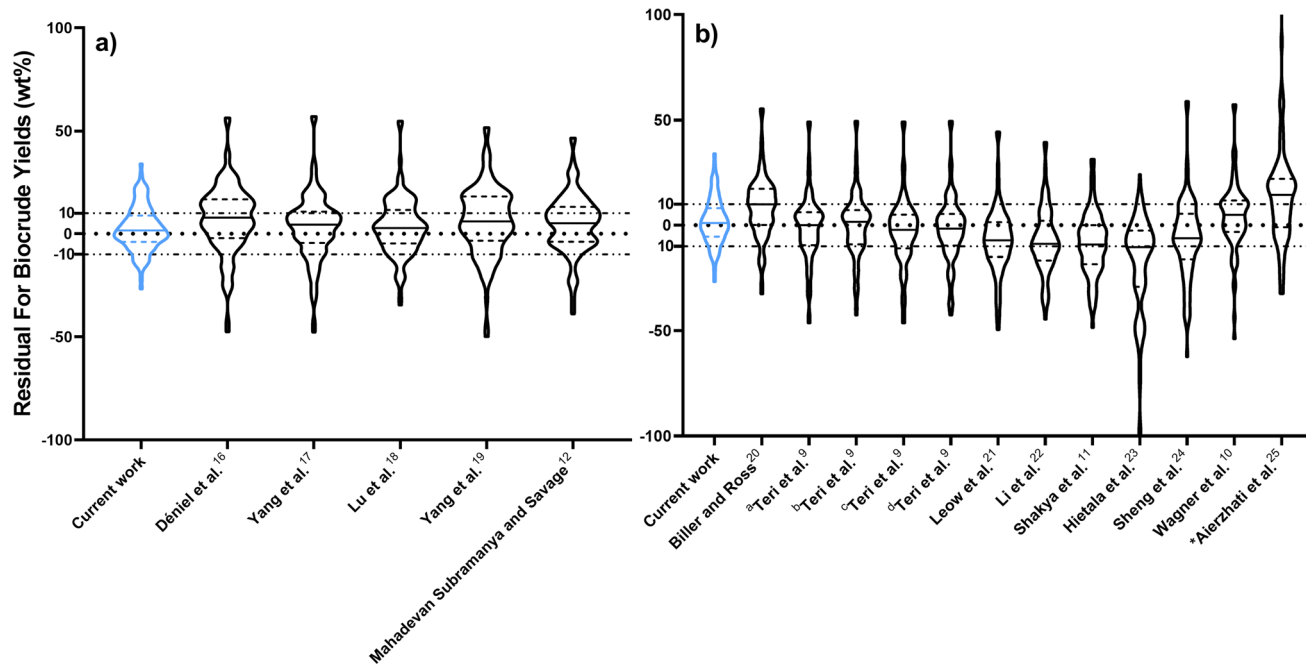 a)
Residual For Biocrude Yields (wt%)
100
50
10
0
-10
-50
-100
Current work
Déniel et al.16
Yang et al.17
Lu et al.18
Yang et al.19
Mahadevan Subramanya and Savage12
b)
100
50
10
0
10
-50
-100
Current work
Biller and Ross20
aTeri et al.9
bTeri et al.9
cTeri et al.9
dTeri et al.9
Leow et al.21
Li et al.22
Shakya et al.11
Hietala et al.23
Sheng et al.24
Wagner et al.10
*Aierzhati et al.25